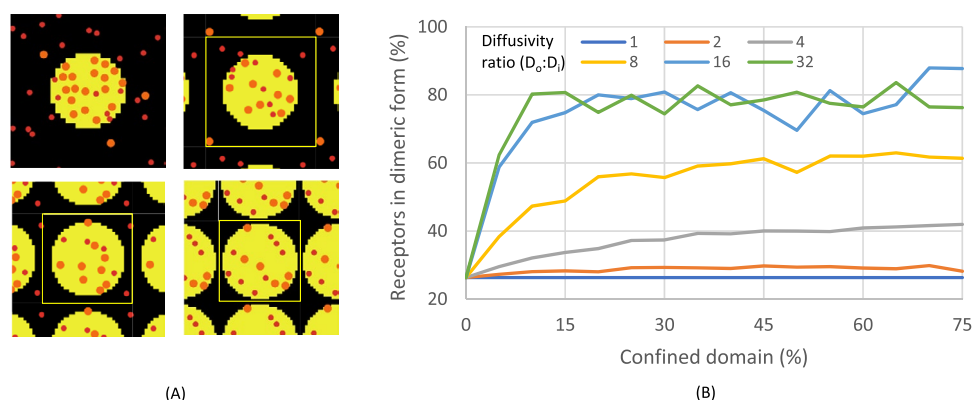 Receptors in dimeric form (%)
100
80
60
40
20
Diffusivity
ratio (Dₒ:Dᵢ)
1 2 4
8 16 32
0 15 30 45 60 75
Confined domain (%)
(A) (B)